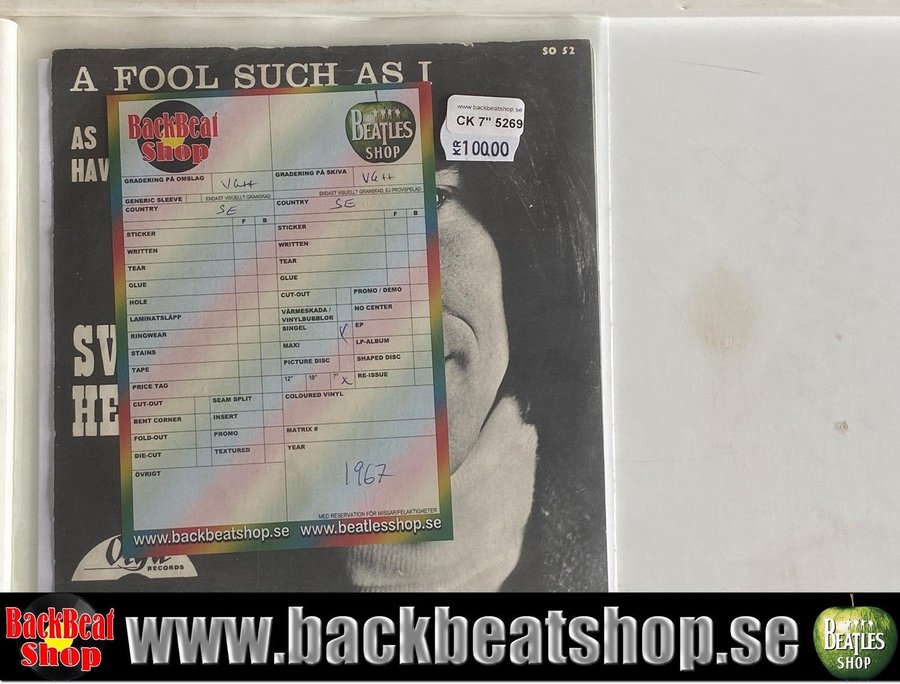 SO 52
A FOOL SUCH AS I
AS
HAV
SV
HE
Olga
RECORDS
www.backbeatshop.se
CK 7" 5269
KR 100.00
BackBeat
Shop
BEATLES
SHOP
GRADERING PÅ OMSLAG
VG++
GENERIC SLEEVE
ENDAST VISUELLT GRANSKAD
COUNTRY
SE
F B
STICKER
WRITTEN
TEAR
GLUE
HOLE
LAMINATSLÄPP
RINGWEAR
STAINS
TAPE
PRICE TAG
CUT-OUT SEAM SPLIT
BENT CORNER INSERT
FOLD-OUT PROMO
DIE-CUT TEXTURED
ÖVRIGT
GRADERING PÅ SKIVA
VG++
ENDAST VISUELLT GRANSKAD, EJ PROVSPELAD
COUNTRY
SE
F B
STICKER
WRITTEN
TEAR
GLUE
CUT-OUT PROMO / DEMO
VÄRMESKADA /
VINYLBUBBLOR NO CENTER
SINGEL X EP
MAXI LP-ALBUM
PICTURE DISC SHAPED DISC
12" 10" 7" X RE-ISSUE
COLOURED VINYL
MATRIX #
YEAR
1967
MED RESERVATION FÖR MISSAR/FELAKTIGHETER
www.backbeatshop.se www.beatlesshop.se
BackBeat
Shop
www.backbeatshop.se
BEATLES
SHOP